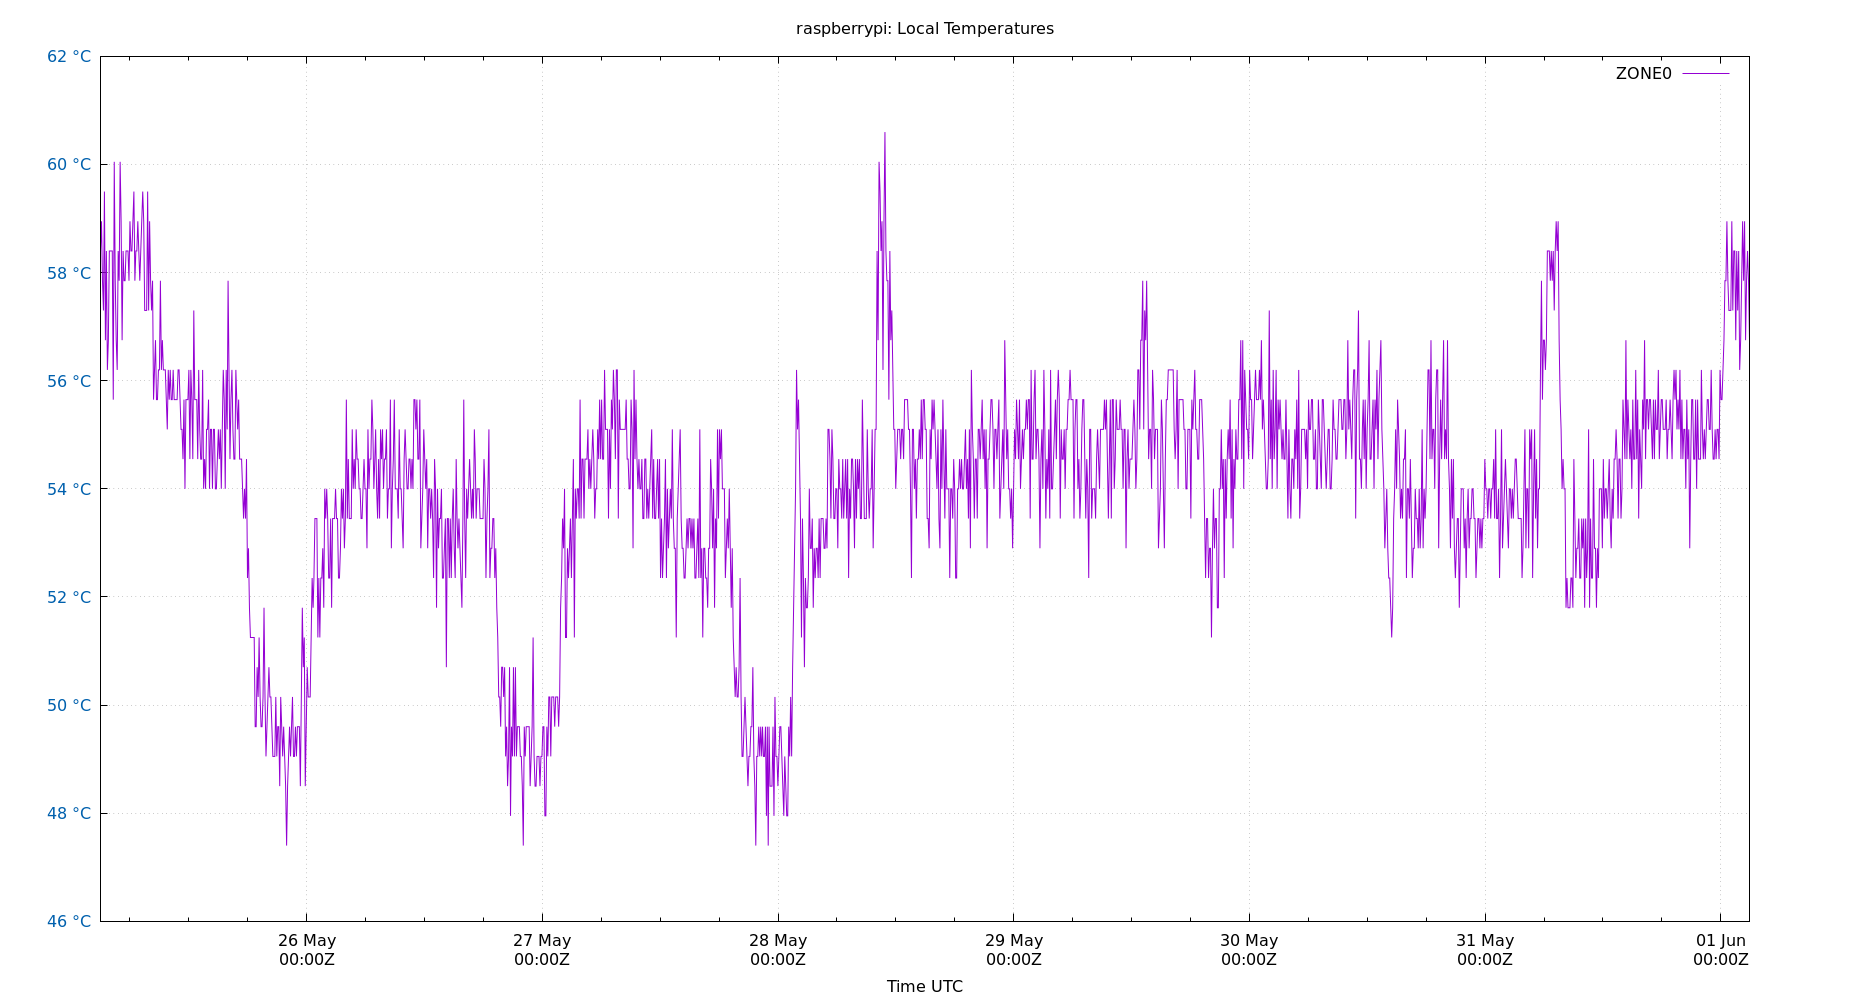 raspberrypi: Local Temperatures
62 °C
ZONE0
60 °C
58 °C
56 °C
54 °C
52 °C
50 °C
48 °C
46 °C
26 May 27 May 28 May 29 May 30 May 31 May 01 Jun
00:00Z 00:00Z 00:00Z 00:00Z 00:00Z 00:00Z 00:00Z
Time UTC